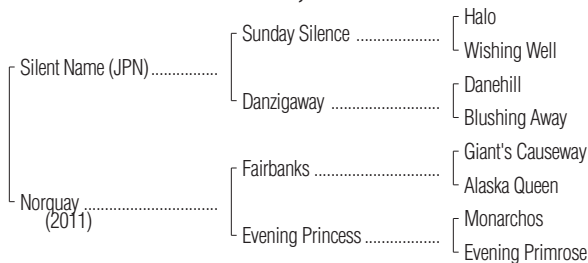 Halo
Sunday Silence ..................
Wishing Well
Silent Name (JPN)...............
Danehill
Danzigaway .......................
Blushing Away
Giant's Causeway
Fairbanks ...........................
Alaska Queen
Norquay ..............................
(2011)
Monarchos
Evening Princess.................
Evening Primrose